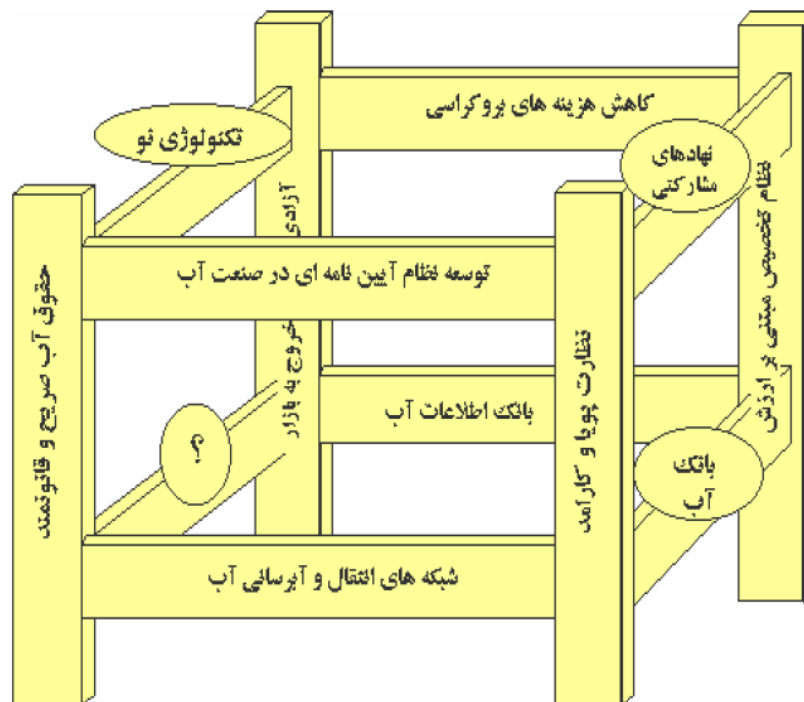 کاهش هزینه های بروکراسی
تکنولوژی نو
نهادهای
مشارکتی
نظام تخصیص مبتنی بر ارزش
آزادی
خروج به بازار
توسعه نظام آیین نامه ای در صنعت آب
حقوق آب صریح و قانونمند
نظارت پویا و کارامد
بانک اطلاعات آب
؟
بانک
آب
شبکه های انتقال و آبرسانی آب